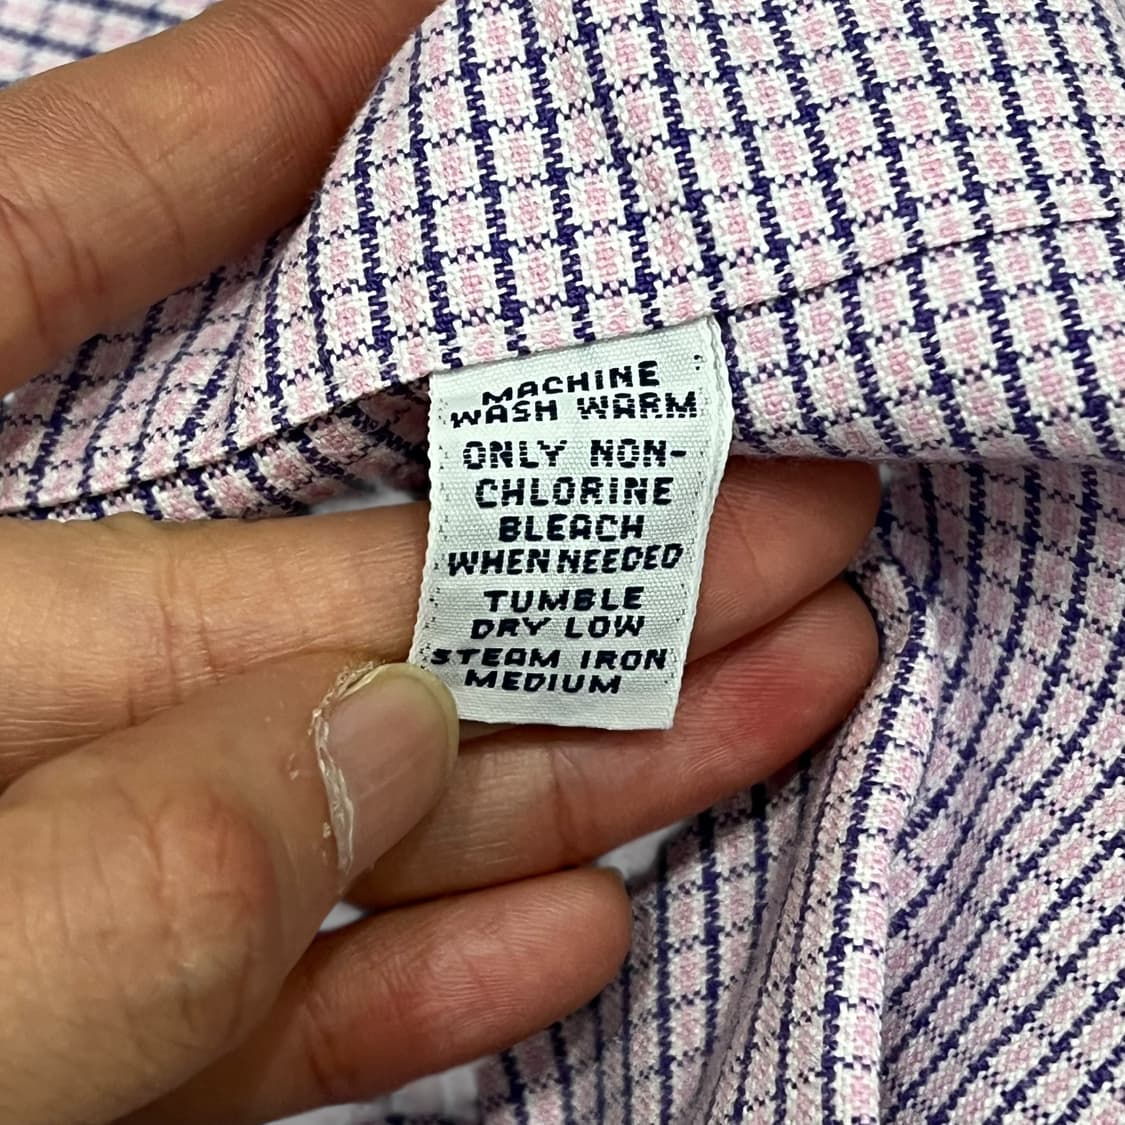 MACHINE
WASH WARM
ONLY NON-
CHLORINE
BLEACH
WHEN NEEDED
TUMBLE
DRY LOW
STEAM IRON
MEDIUM